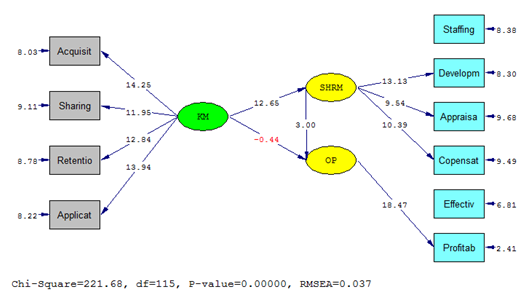 Staffing
8.38
8.03
Acquisit
14.25
SHRM
13.13
Developm
8.30
9.11
Sharing
11.95
KM
12.65
9.54
Appraisa
9.68
3.00
10.39
8.78
Retentio
12.84
-0.44
OP
Copensat
9.49
13.94
18.47
Effectiv
6.81
8.22
Applicat
Profitab
2.41
Chi-Square=221.68, df=115, P-value=0.00000, RMSEA=0.037